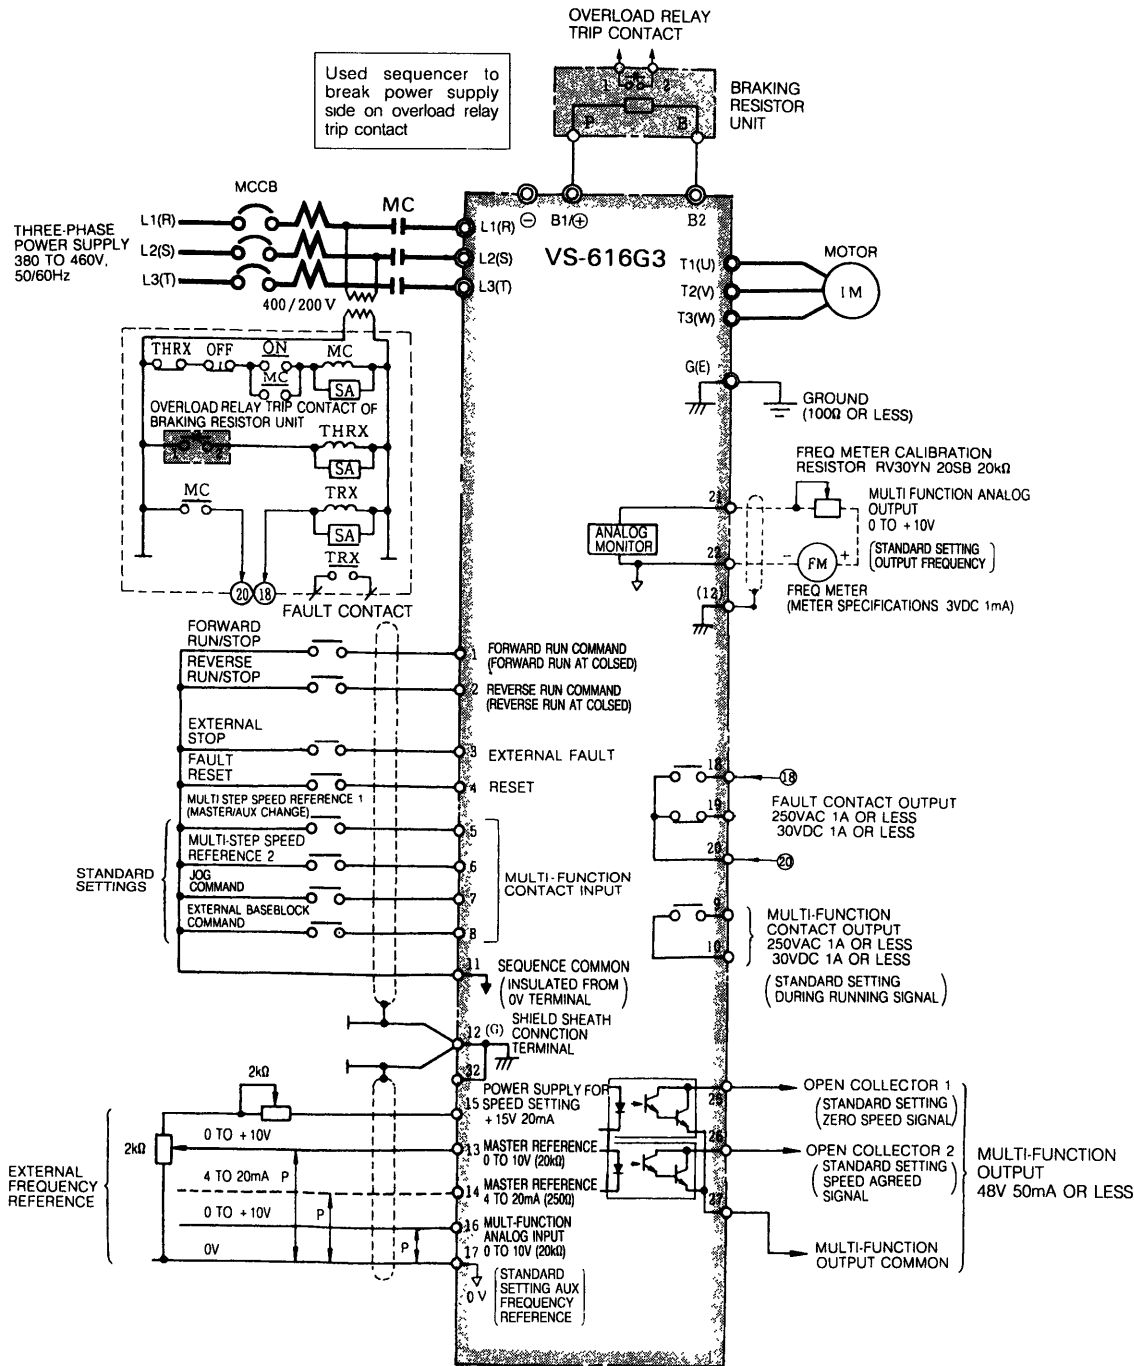 OVERLOAD RELAY
TRIP CONTACT
Used sequencer to
break power supply
side on overload relay
trip contact
1 2
P B
BRAKING
RESISTOR
UNIT
MCCB
MC
THREE-PHASE
POWER SUPPLY
380 TO 460V,
50/60Hz
L1(R)
L2(S)
L3(T)
400/200V
L1(R)
L2(S)
L3(T)
⊖ B1/⊕ B2
VS-616G3
T1(U)
T2(V)
T3(W)
MOTOR
IM
G(E)
GROUND
(100Ω OR LESS)
THRX OFF ON MC
MC
SA
OVERLOAD RELAY TRIP CONTACT OF
BRAKING RESISTOR UNIT
1 2
THRX
SA
MC
TRX
SA
TRX
20 18
FAULT CONTACT
FREQ METER CALIBRATION
RESISTOR RV30YN 20SB 20kΩ
21
MULTI FUNCTION ANALOG
OUTPUT
0 TO +10V
(STANDARD SETTING
OUTPUT FREQUENCY)
ANALOG
MONITOR
22
- FM +
FREQ METER
(METER SPECIFICATIONS 3VDC 1mA)
(12)
FORWARD
RUN/STOP
1 FORWARD RUN COMMAND
(FORWARD RUN AT COLSED)
REVERSE
RUN/STOP
2 REVERSE RUN COMMAND
(REVERSE RUN AT COLSED)
EXTERNAL
STOP
3 EXTERNAL FAULT
FAULT
RESET
4 RESET
MULTI STEP SPEED REFERENCE 1
(MASTER/AUX CHANGE)
5
MULTI-STEP SPEED
REFERENCE 2
6
JOG
COMMAND
7
EXTERNAL BASEBLOCK
COMMAND
8
STANDARD
SETTINGS
MULTI-FUNCTION
CONTACT INPUT
11 SEQUENCE COMMON
(INSULATED FROM
0V TERMINAL)
12 (G) SHIELD SHEATH
CONNCTION
TERMINAL
32
18 18
19
20 20
FAULT CONTACT OUTPUT
250VAC 1A OR LESS
30VDC 1A OR LESS
9
10
MULTI-FUNCTION
CONTACT OUTPUT
250VAC 1A OR LESS
30VDC 1A OR LESS
(STANDARD SETTING
DURING RUNNING SIGNAL)
2kΩ
2kΩ
EXTERNAL
FREQUENCY
REFERENCE
15 POWER SUPPLY FOR
SPEED SETTING
+15V 20mA
0 TO +10V
13 MASTER REFERENCE
0 TO 10V (20kΩ)
4 TO 20mA P
14 MASTER REFERENCE
4 TO 20mA (250Ω)
0 TO +10V
P
P
16 MULT-FUNCTION
ANALOG INPUT
0 TO 10V (20kΩ)
0V
17
0V
(STANDARD
SETTING AUX
FREQUENCY
REFERENCE)
25
OPEN COLLECTOR 1
(STANDARD SETTING
ZERO SPEED SIGNAL)
26
OPEN COLLECTOR 2
(STANDARD SETTING
SPEED AGREED
SIGNAL)
27
MULTI-FUNCTION
OUTPUT COMMON
MULTI-FUNCTION
OUTPUT
48V 50mA OR LESS